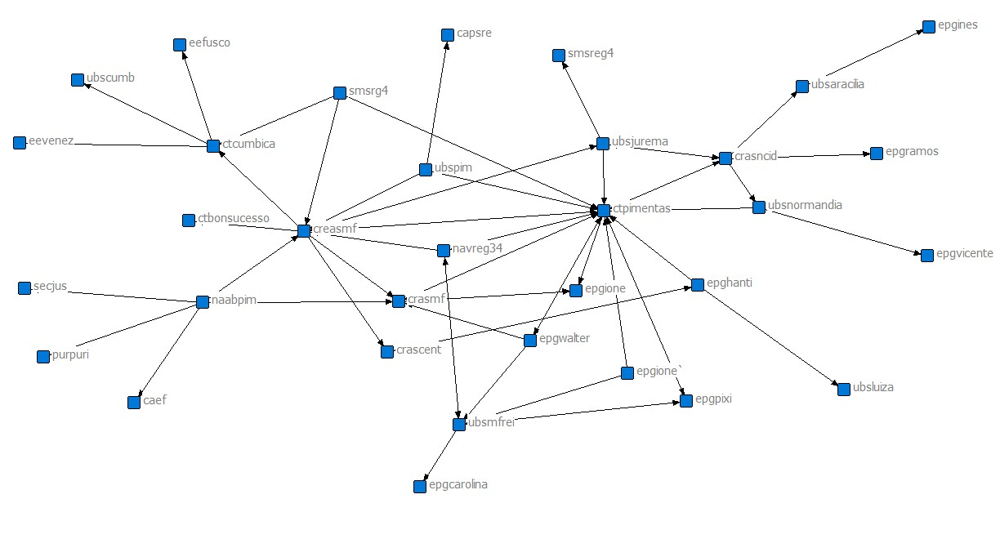 epgines
capsre
eefusco
smsreg4
ubscumb
ubsaracilia
smsrg4
eevenez
ctcumbica
ubsjurema
epgramos
crasncid
ubspim
ubsnormandia
ctpimentas
ctbonsucesso
creasmf
navreg34
epgvicente
epghanti
secjus
epgione
naabpim
crasmf
epgwalter
crascent
purpuri
epgione`
ubsluiza
caef
epgpixi
ubsmfrei
epgcarolina